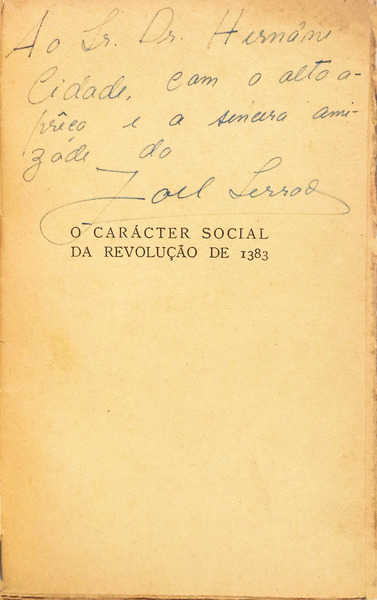 Ao Sr. Dr. Hernâni
Cidade, com o alto a-
prêço e a sincera ami-
zade do
Joel Serrão
O CARÁCTER SOCIAL
DA REVOLUÇÃO DE 1383